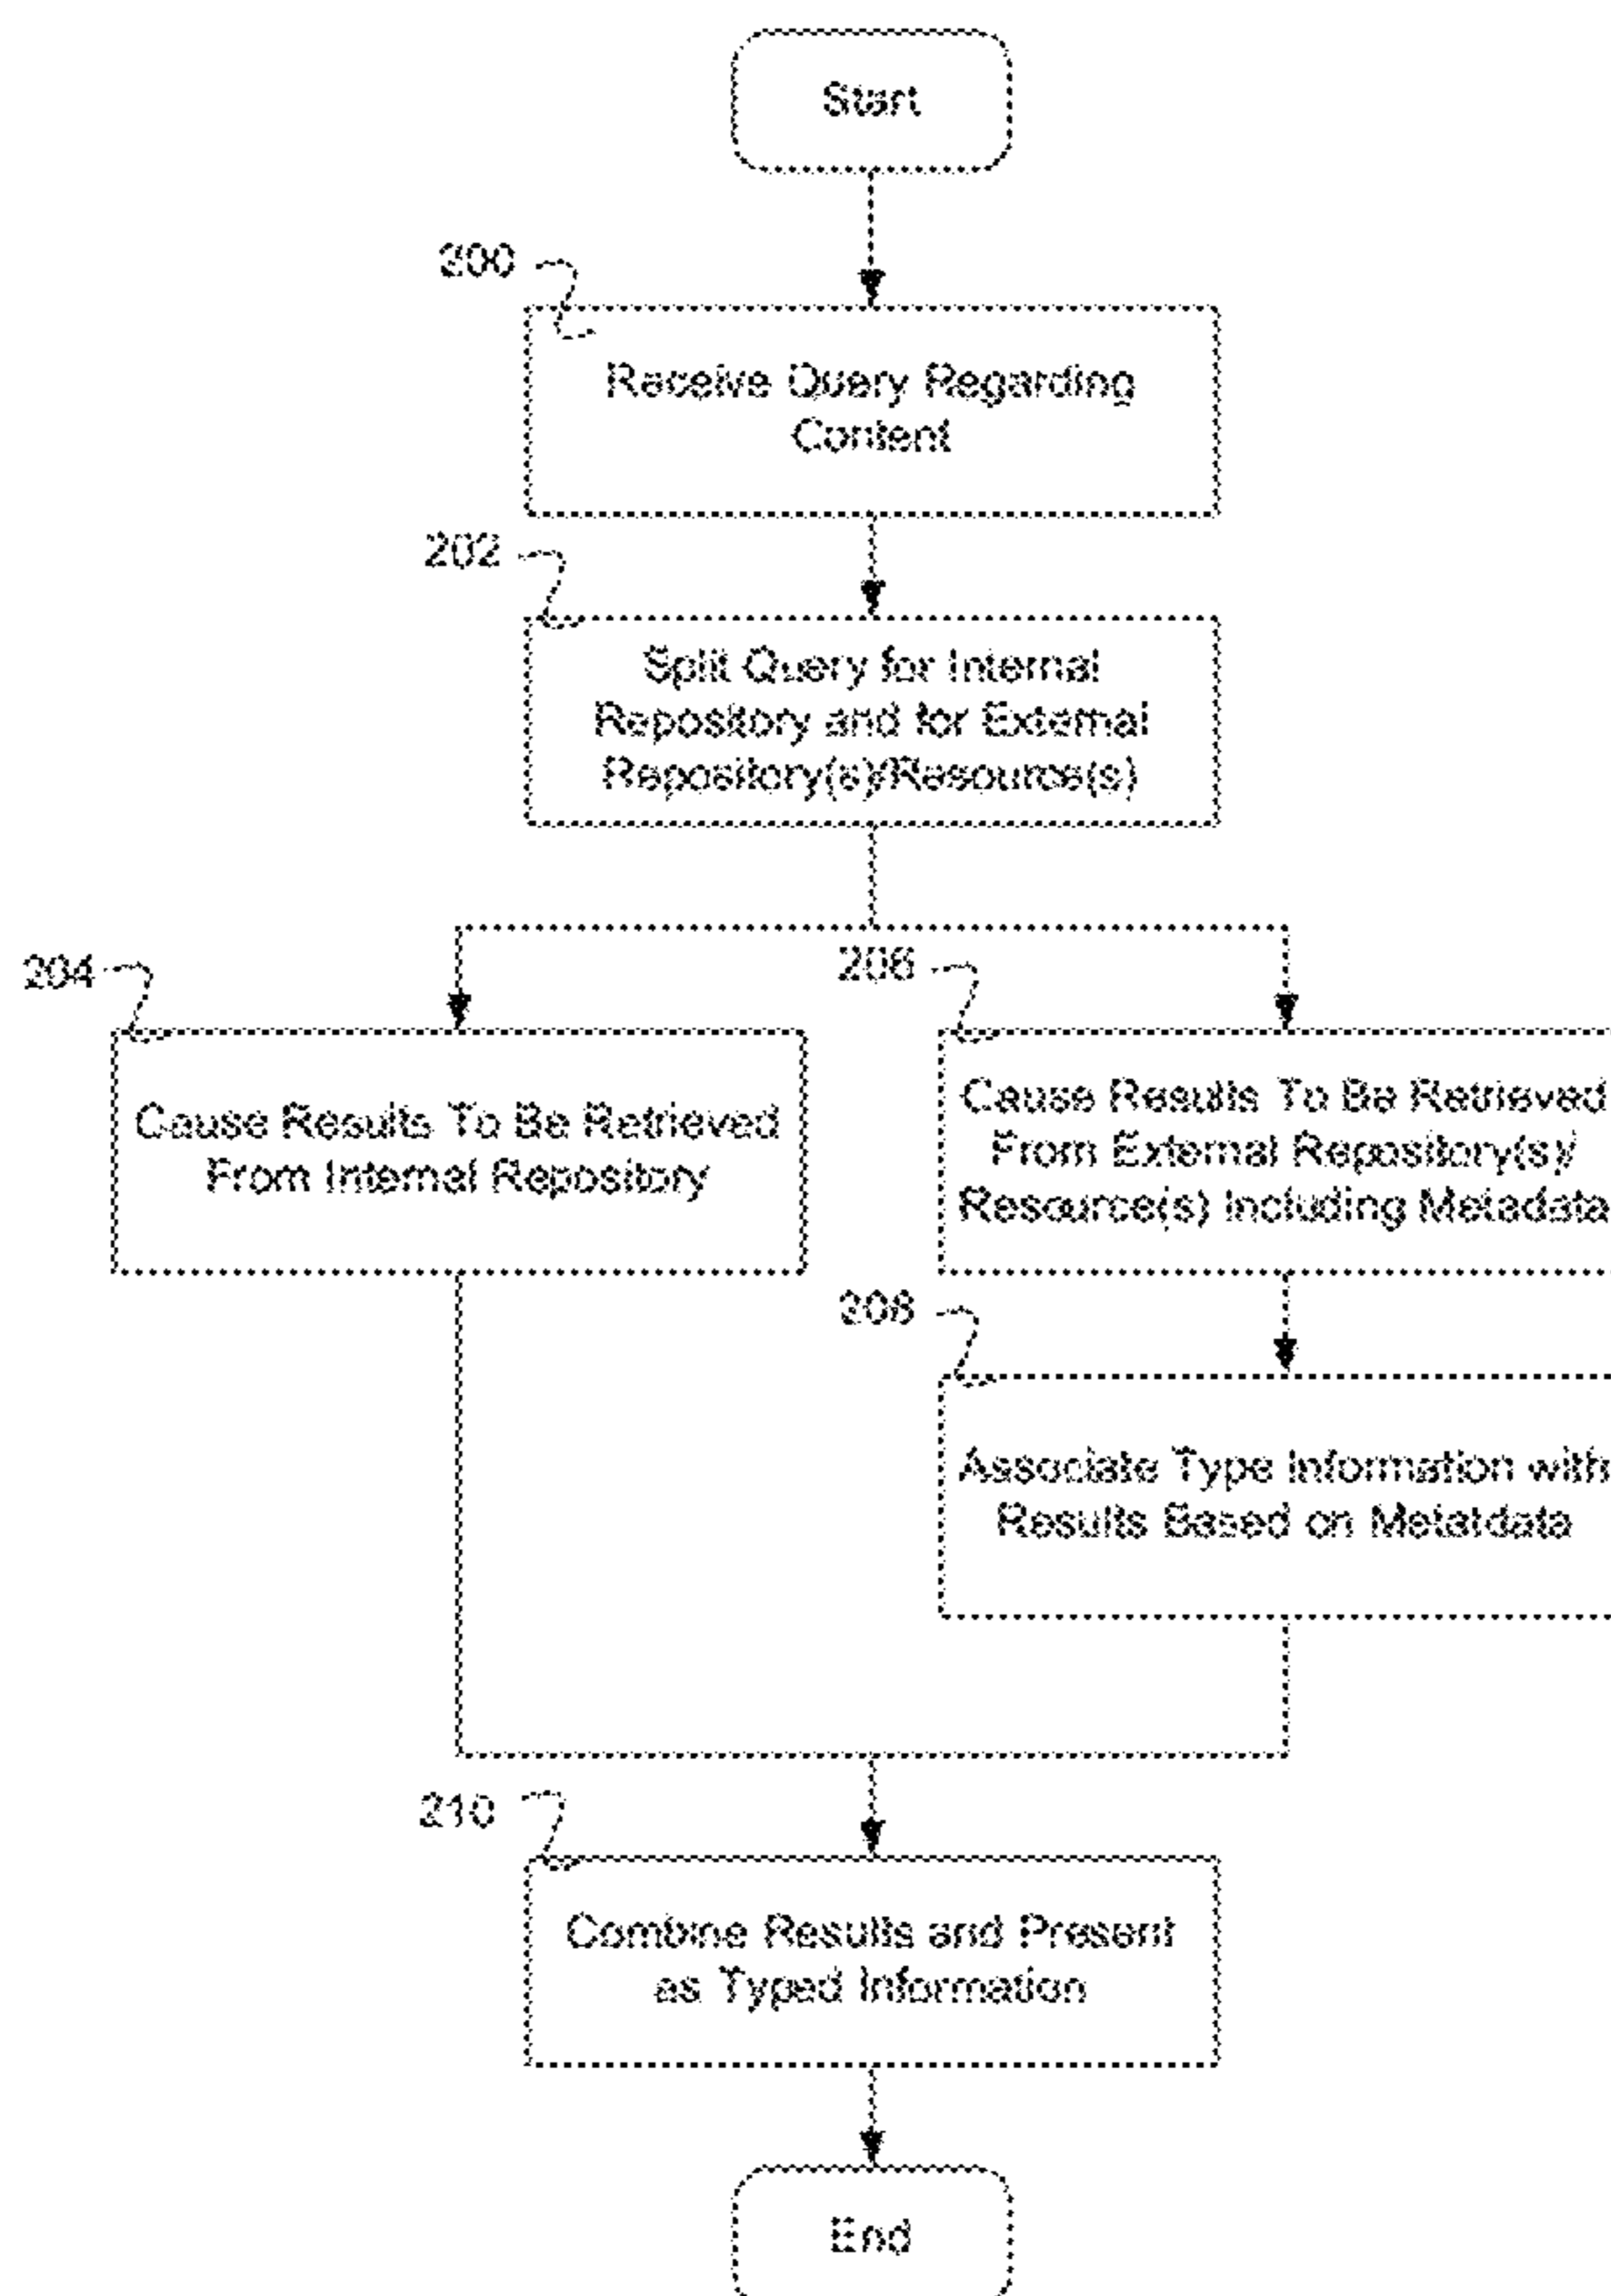 Start
200
Receive Query Regarding
Content
202
Split Query for Internal
Repository and for External
Repository(s)/Resource(s)
204
Cause Results To Be Retrieved
From Internal Repository
206
Cause Results To Be Retrieved
From External Repository(s)/
Resource(s) Including Metadata
208
Associate Type Information with
Results Based on Metatdata
210
Combine Results and Present
as Typed Information
End